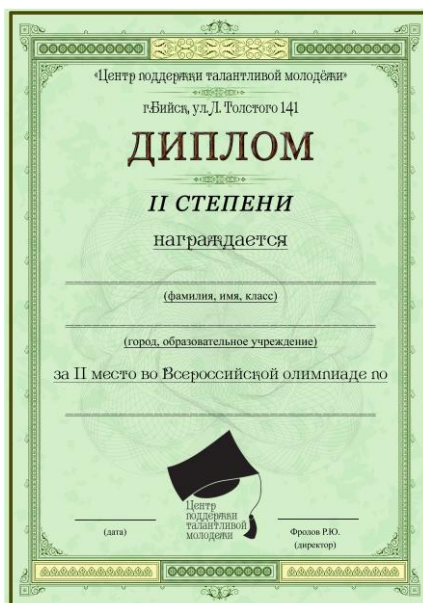 «Центр поддержки талантливой молодёжи»
г.Бийск, ул. Л. Толстого 141
ДИПЛОМ
II СТЕПЕНИ
награждается
(фамилия, имя, класс)
(город, образовательное учреждение)
за II место во Всероссийской олимпиаде по
Центр
поддержки
талантливой
молодежи
(дата)
Фролов Р.Ю.
(директор)